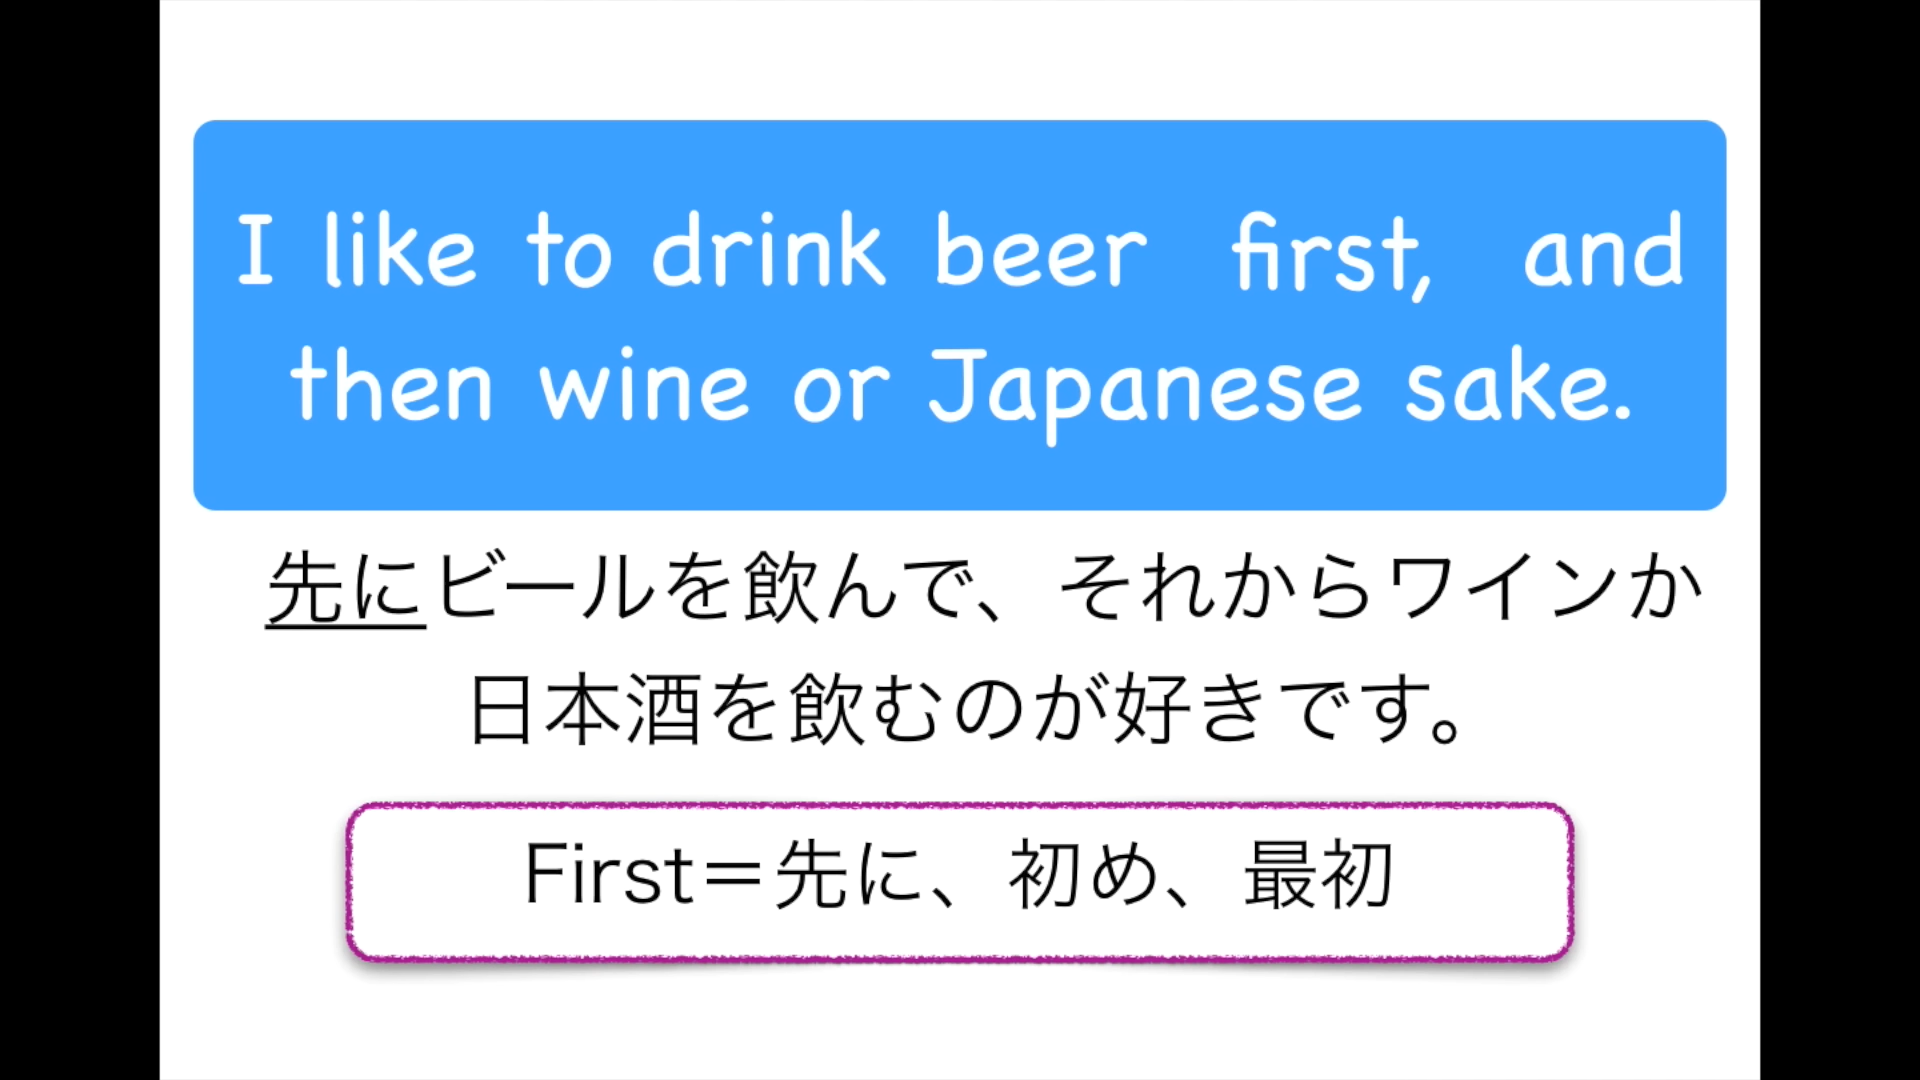 I like to drink beer first, and
then wine or Japanese sake.
先にビールを飲んで、それからワインか
日本酒を飲むのが好きです。
First＝先に、初め、最初